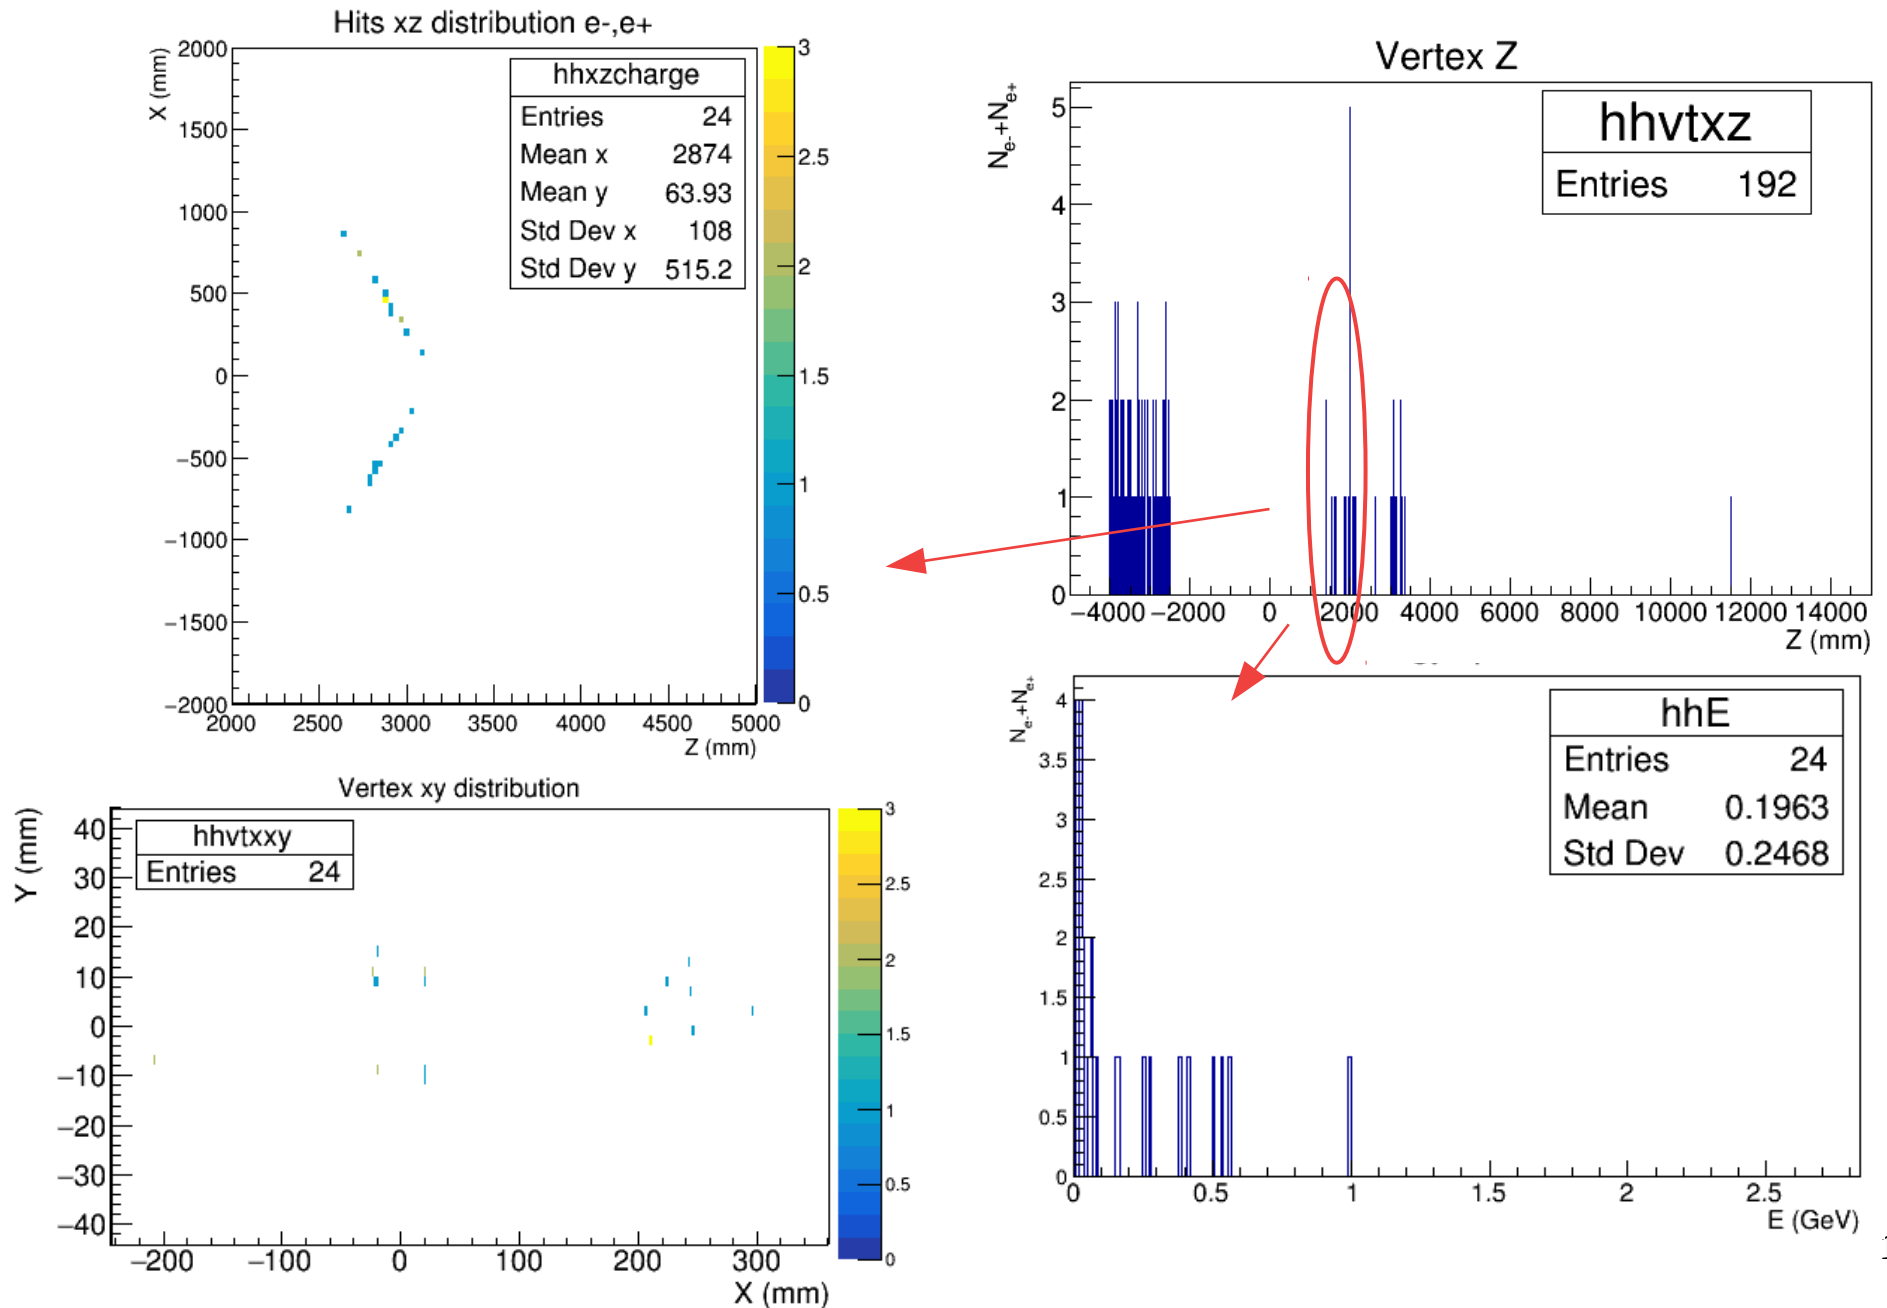 Hits xz distribution e-,e+
X (mm)
2000
1500
1000
500
0
−500
−1000
−1500
−2000
hhxzcharge
Entries 24
Mean x 2874
Mean y 63.93
Std Dev x 108
Std Dev y 515.2
3
2.5
2
1.5
1
0.5
0
2000 2500 3000 3500 4000 4500 5000
Z (mm)
Vertex Z
N_e- + N_e+
5
4
3
2
1
0
hhvtxz
Entries 192
−4000 −2000 0 2000 4000 6000 8000 10000 12000 14000
Z (mm)
Vertex xy distribution
Y (mm)
40
30
20
10
0
−10
−20
−30
−40
hhvtxxy
Entries 24
3
2.5
2
1.5
1
0.5
0
−200 −100 0 100 200 300
X (mm)
N_e- + N_e+
4
3.5
3
2.5
2
1.5
1
0.5
0
hhE
Entries 24
Mean 0.1963
Std Dev 0.2468
0 0.5 1 1.5 2 2.5
E (GeV)